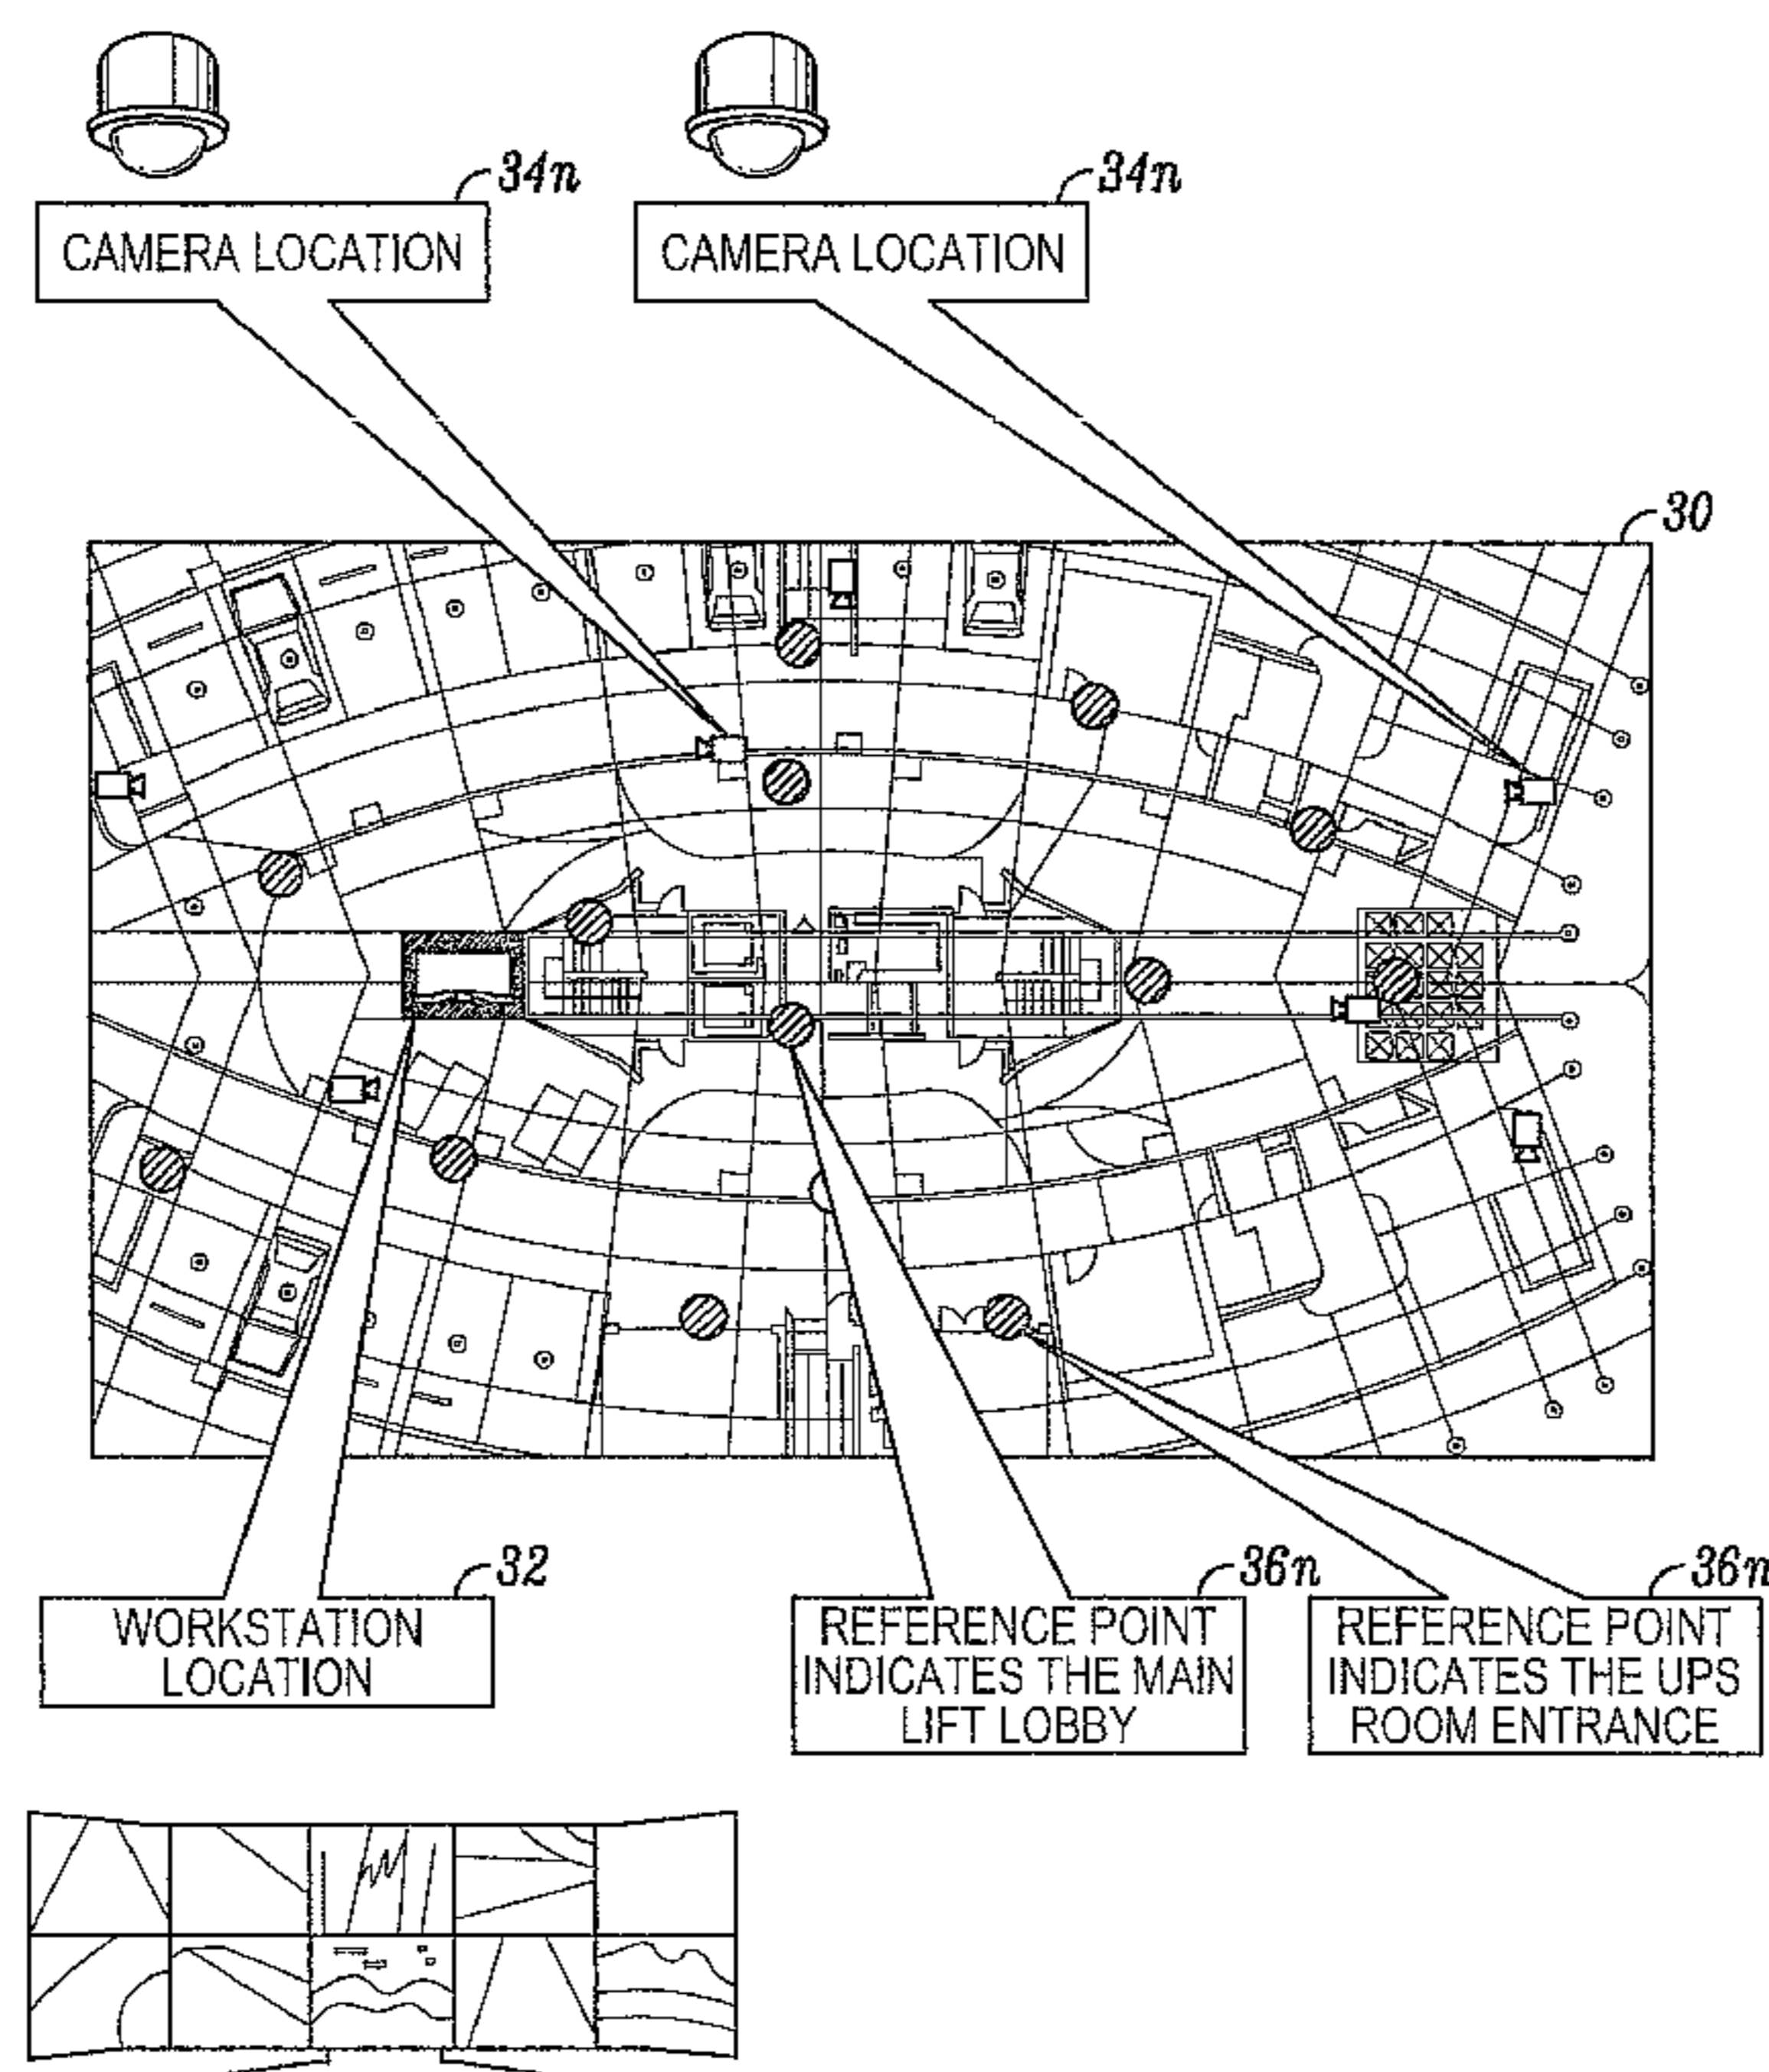 34n
34n
CAMERA LOCATION
CAMERA LOCATION
30
32
36n
36n
WORKSTATION
LOCATION
REFERENCE POINT
INDICATES THE MAIN
LIFT LOBBY
REFERENCE POINT
INDICATES THE UPS
ROOM ENTRANCE